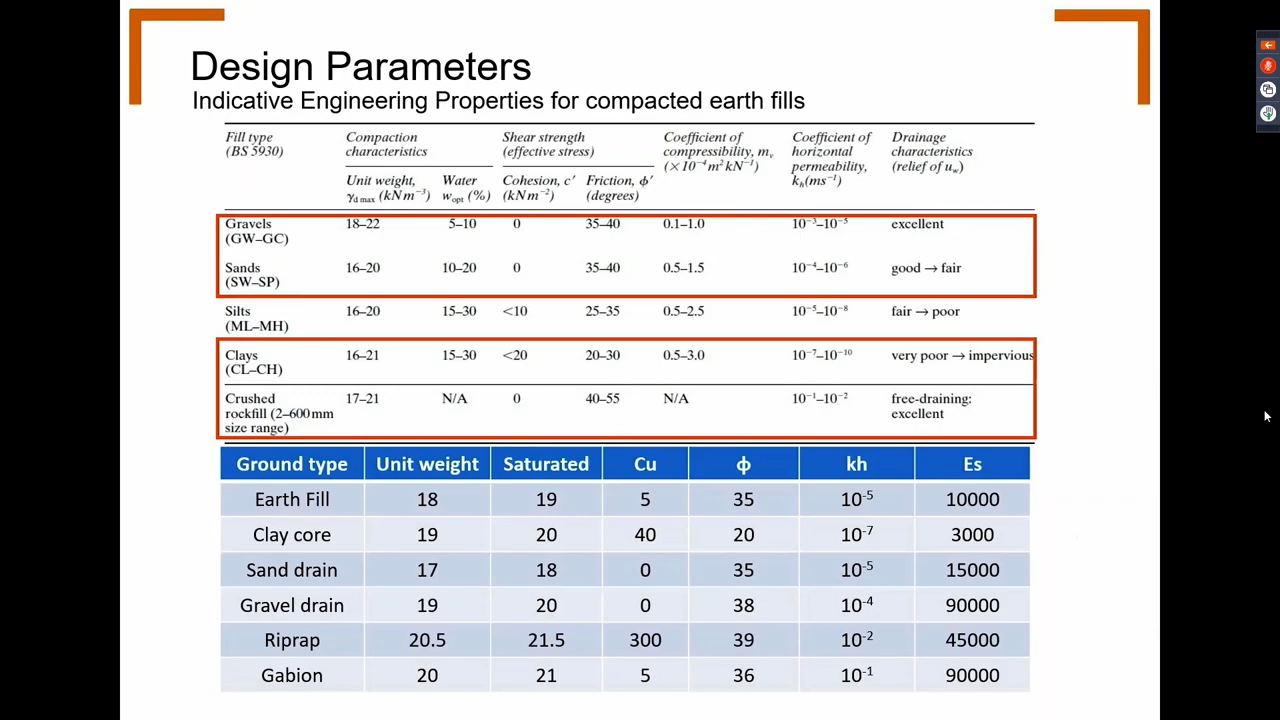 Design Parameters
Indicative Engineering Properties for compacted earth fills
Fill type (BS 5930) Compaction characteristics Shear strength (effective stress) Coefficient of compressibility, mv (×10−4 m2 kN−1) Coefficient of horizontal permeability, kh (ms−1) Drainage characteristics (relief of uw)
Unit weight, γd max (kNm−3) Water wopt (%) Cohesion, c′ (kNm−2) Friction, ϕ′ (degrees)
Gravels (GW–GC) 18–22 5–10 0 35–40 0.1–1.0 10−3–10−5 excellent
Sands (SW–SP) 16–20 10–20 0 35–40 0.5–1.5 10−4–10−6 good → fair
Silts (ML–MH) 16–20 15–30 <10 25–35 0.5–2.5 10−5–10−8 fair → poor
Clays (CL–CH) 16–21 15–30 <20 20–30 0.5–3.0 10−7–10−10 very poor → impervious
Crushed rockfill (2–600 mm size range) 17–21 N/A 0 40–55 N/A 10−1–10−2 free-draining: excellent
Ground type Unit weight Saturated Cu ϕ kh Es
Earth Fill 18 19 5 35 10-5 10000
Clay core 19 20 40 20 10-7 3000
Sand drain 17 18 0 35 10-5 15000
Gravel drain 19 20 0 38 10-4 90000
Riprap 20.5 21.5 300 39 10-2 45000
Gabion 20 21 5 36 10-1 90000